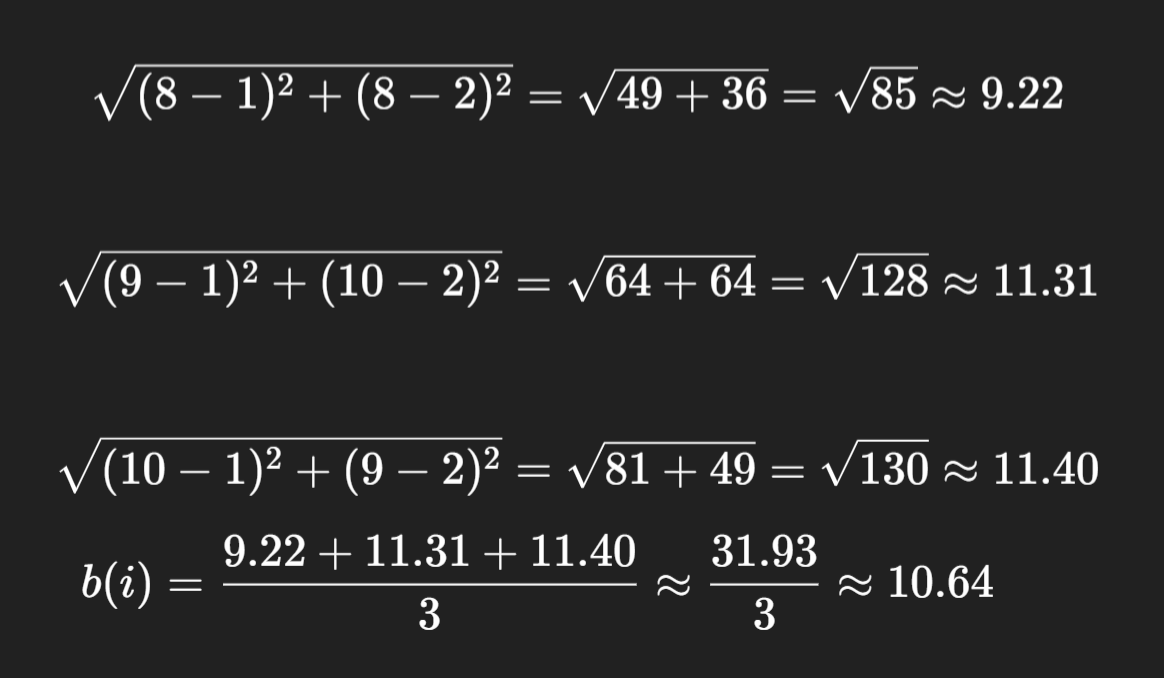 √(8 − 1)² + (8 − 2)² = √49 + 36 = √85 ≈ 9.22
√(9 − 1)² + (10 − 2)² = √64 + 64 = √128 ≈ 11.31
√(10 − 1)² + (9 − 2)² = √81 + 49 = √130 ≈ 11.40
b(i) = 9.22 + 11.31 + 11.40 / 3 ≈ 31.93 / 3 ≈ 10.64